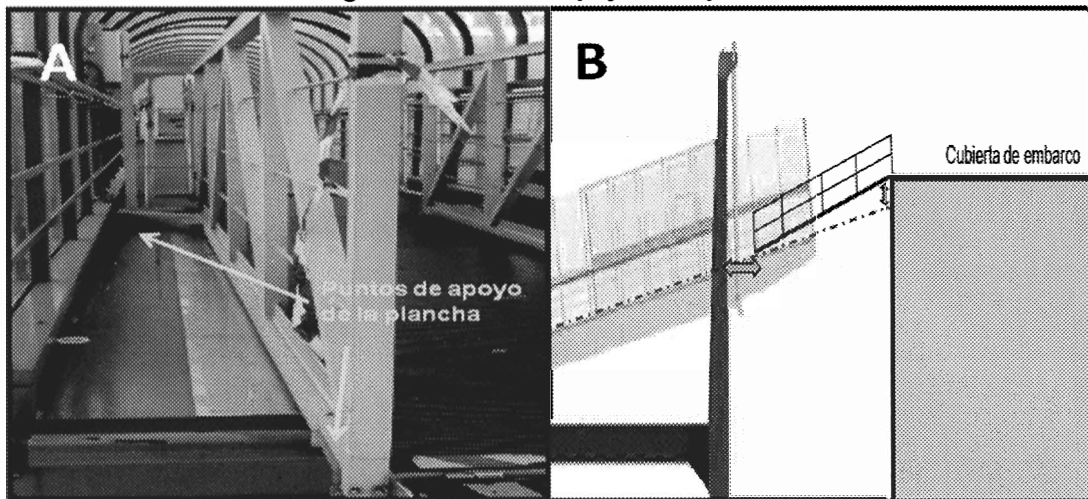 A
Puntos de apoyo
de la plancha
B
Cubierta de embarco